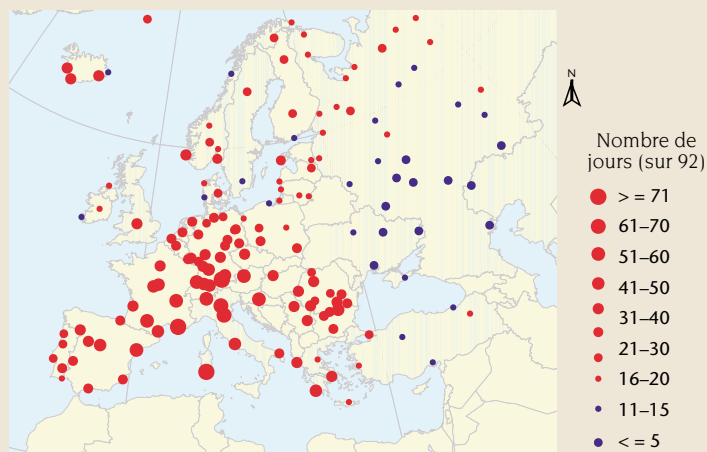 N
Nombre de
jours (sur 92)
> = 71
61–70
51–60
41–50
31–40
21–30
16–20
11–15
< = 5